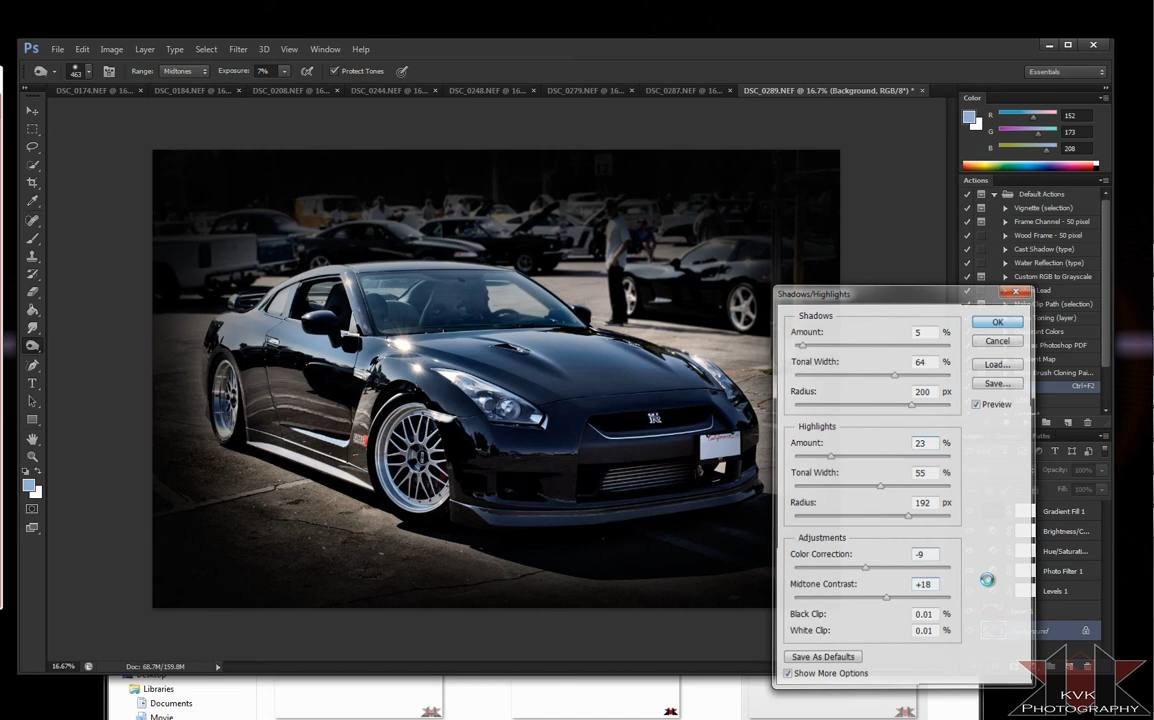 Ps File Edit Image Layer Type Select Filter 3D View Window Help
463 Range: Midtones Exposure: 7% Protect Tones Essentials
DSC_0174.NEF @ 16... × DSC_0184.NEF @ 16... × DSC_0208.NEF @ 16... × DSC_0244.NEF @ 16... × DSC_0248.NEF @ 16... × DSC_0279.NEF @ 16... × DSC_0287.NEF @ 16... × DSC_0289.NEF @ 16.7% (Background, RGB/8*) * ×
Color
R 152
G 173
B 208
Actions
Default Actions
Vignette (selection)
Frame Channel - 50 pixel
Wood Frame - 50 pixel
Cast Shadow (type)
Water Reflection (type)
Custom RGB to Grayscale
Lead
Clip Path (selection)
Toning (layer)
Colors
Photoshop PDF
Map
Brush Cloning Pai...
Ctrl+F2
Shadows/Highlights
Shadows
Amount: 5 %
Tonal Width: 64 %
Radius: 200 px
Highlights
Amount: 23 %
Tonal Width: 55 %
Radius: 192 px
Adjustments
Color Correction: -9
Midtone Contrast: +18
Black Clip: 0.01 %
White Clip: 0.01 %
Save As Defaults
Show More Options
OK
Cancel
Load...
Save...
Preview
Paths
Opacity: 100%
Fill: 100%
Gradient Fill 1
Brightness/C...
Hue/Saturati...
Photo Filter 1
Levels 1
16.67% Doc: 68.7M/159.8M
Desktop
Libraries
Documents
Movie
KVK
PHOTOGRAPHY